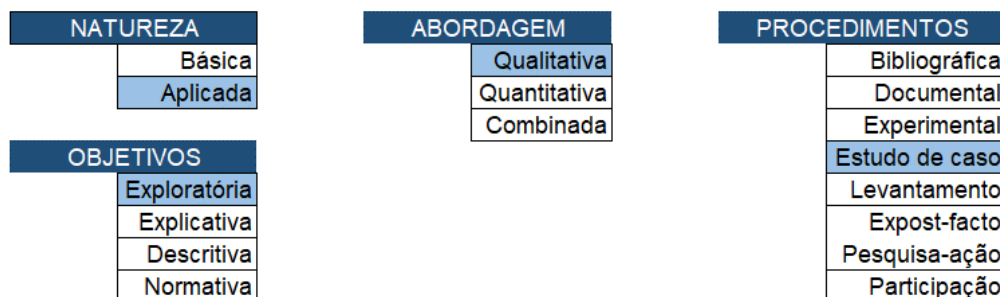 NATUREZA
Básica
Aplicada
OBJETIVOS
Exploratória
Explicativa
Descritiva
Normativa
ABORDAGEM
Qualitativa
Quantitativa
Combinada
PROCEDIMENTOS
Bibliográfica
Documental
Experimental
Estudo de caso
Levantamento
Expost-facto
Pesquisa-ação
Participação